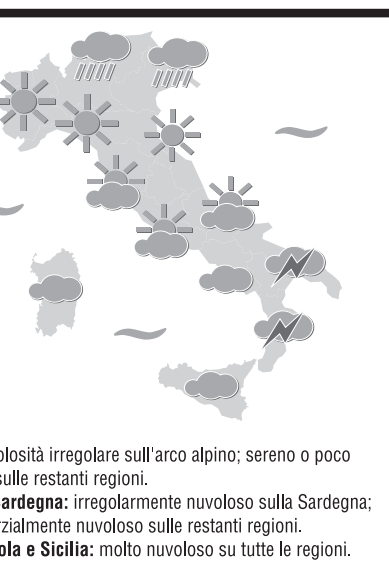 olosità irregolare sull'arco alpino; sereno o poco
sulle restanti regioni.
Sardegna: irregolarmente nuvoloso sulla Sardegna;
rzialmente nuvoloso sulle restanti regioni.
ola e Sicilia: molto nuvoloso su tutte le regioni.